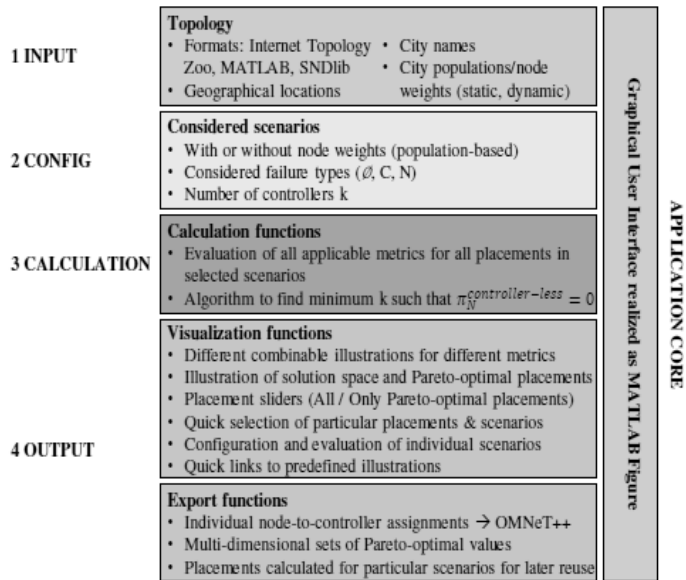 1 INPUT
Topology
• Formats: Internet Topology
Zoo, MATLAB, SNDlib
• Geographical locations
• City names
• City populations/node
weights (static, dynamic)
2 CONFIG
Considered scenarios
• With or without node weights (population-based)
• Considered failure types (∅, C, N)
• Number of controllers k
3 CALCULATION
Calculation functions
• Evaluation of all applicable metrics for all placements in
selected scenarios
• Algorithm to find minimum k such that π_N^{controller−less} = 0
4 OUTPUT
Visualization functions
• Different combinable illustrations for different metrics
• Illustration of solution space and Pareto-optimal placements
• Placement sliders (All / Only Pareto-optimal placements)
• Quick selection of particular placements & scenarios
• Configuration and evaluation of individual scenarios
• Quick links to predefined illustrations
Export functions
• Individual node-to-controller assignments → OMNeT++
• Multi-dimensional sets of Pareto-optimal values
• Placements calculated for particular scenarios for later reuse
Graphical User Interface realized as MATLAB Figure
APPLICATION CORE